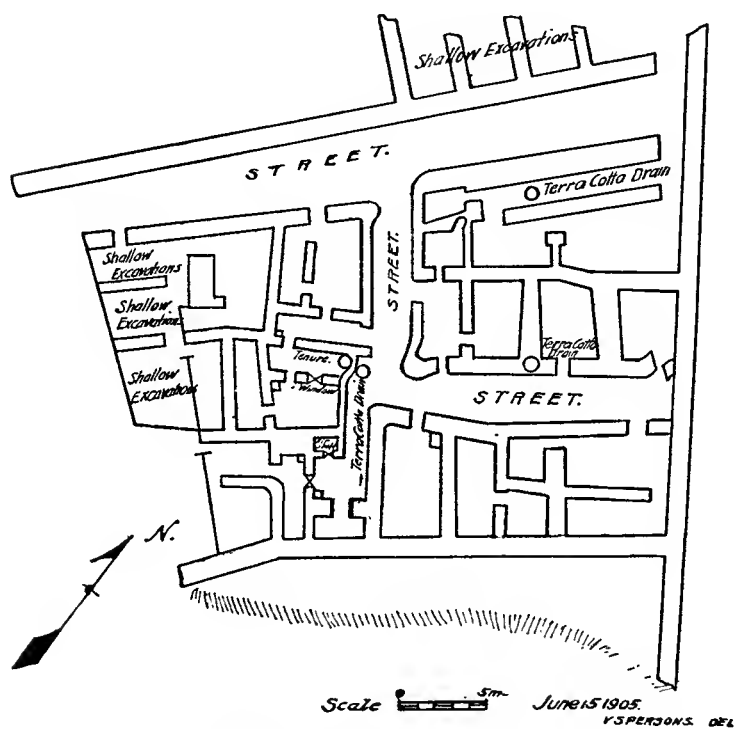 Shallow Excavations
STREET.
Terra Cotta Drain
STREET.
Shallow
Excavations
Shallow.
Excavations
Shallow
Excavations
Tenure.
Window
Terra Cotta Drain
Terra Cotta
Drain
STREET.
N.
Scale 5m June 15 1905.
V.S. PERSONS. DEL